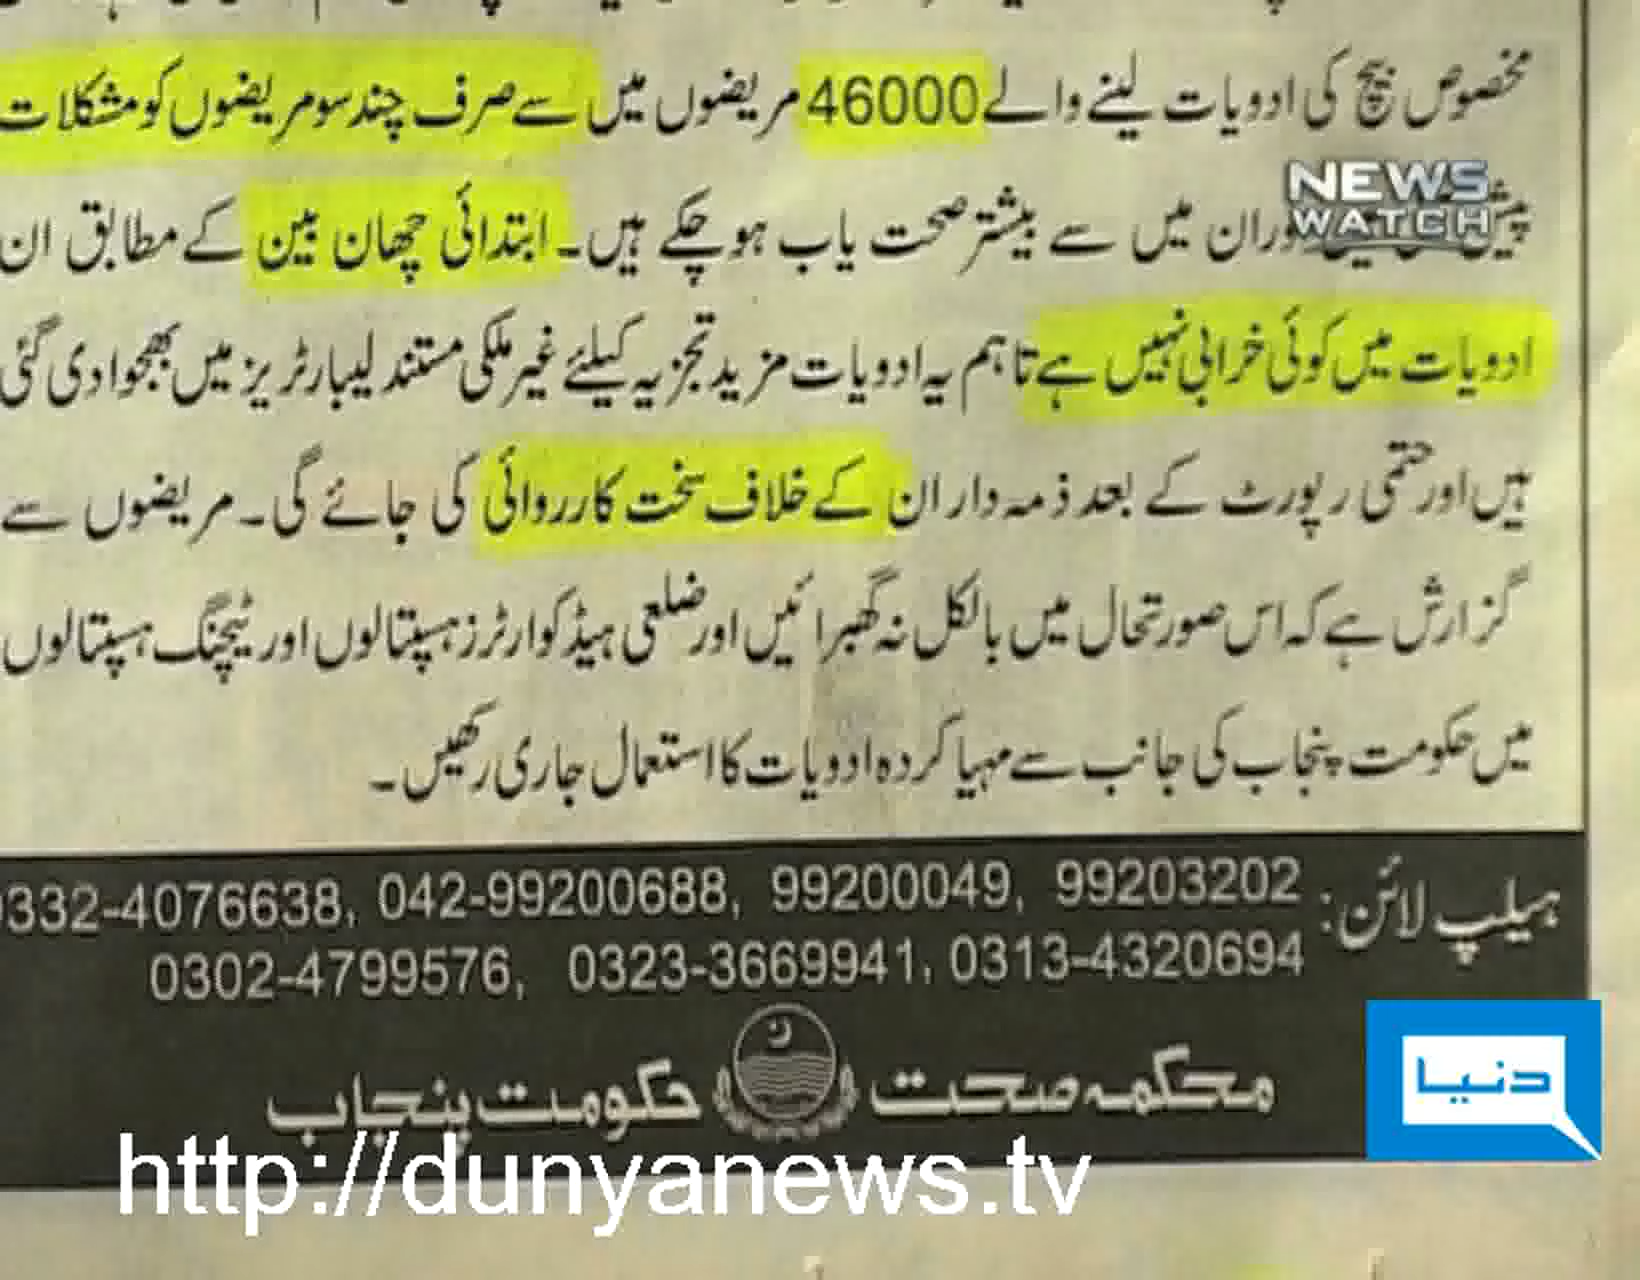 مخصوص بیچ کی ادویات لینے والے 46000 مریضوں میں سے صرف چند سو مریضوں کو مشکلات
پیش آئیں اور ان میں سے بیشتر صحت یاب ہو چکے ہیں۔ ابتدائی چھان بین کے مطابق ان
ادویات میں کوئی خرابی نہیں ہے تاہم یہ ادویات مزید تجزیہ کیلئے غیر ملکی مستند لیبارٹریز میں بھجوا دی گئی
ہیں اور حتمی رپورٹ کے بعد ذمہ داران کے خلاف سخت کارروائی کی جائے گی۔ مریضوں سے
گزارش ہے کہ اس صورتحال میں بالکل نہ گھبرائیں اور ضلعی ہیڈکوارٹرز ہسپتالوں اور ٹیچنگ ہسپتالوں
میں حکومت پنجاب کی جانب سے مہیا کردہ ادویات کا استعمال جاری رکھیں۔
NEWS
WATCH
ہیلپ لائن: 99203202 ,99200049 ,042-99200688 ,0332-4076638
0313-4320694 ,0323-3669941 ,0302-4799576
محکمہ صحت حکومت پنجاب
دنیا
http://dunyanews.tv